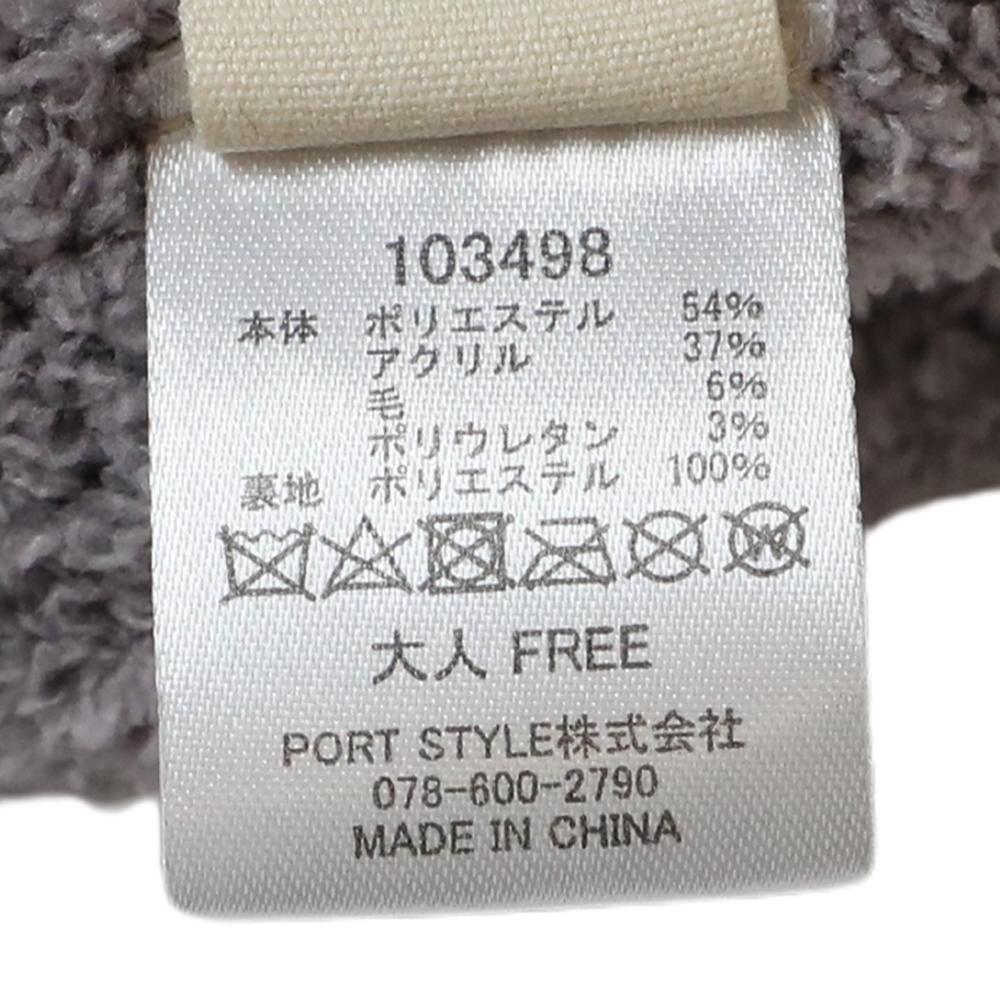 103498
本体 ポリエステル 54%
アクリル 37%
毛 6%
ポリウレタン 3%
裏地 ポリエステル 100%
大人 FREE
PORT STYLE株式会社
078-600-2790
MADE IN CHINA